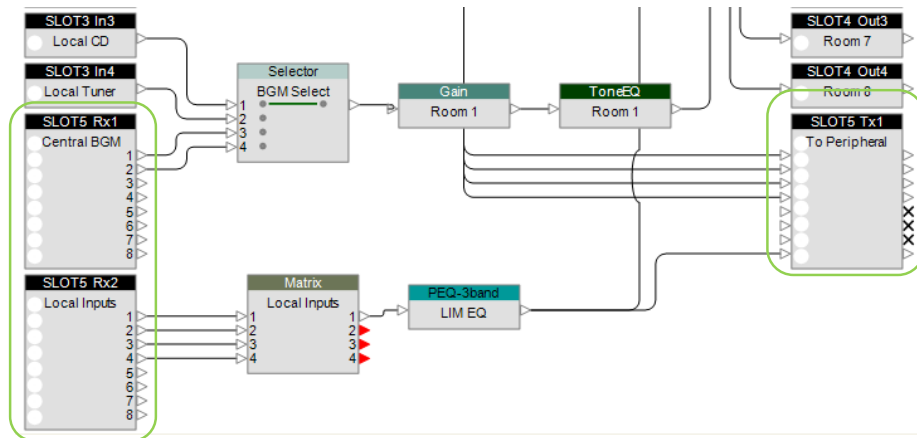 SLOT3 In3
Local CD
SLOT3 In4
Local Tuner
SLOT5 Rx1
Central BGM
1
2
3
4
5
6
7
8
SLOT5 Rx2
Local Inputs
1
2
3
4
5
6
7
8
Selector
BGM Select
1
2
3
4
Matrix
Local Inputs
1 1
2 2
3 3
4 4
Gain
Room 1
ToneEQ
Room 1
PEQ-3band
LIM EQ
SLOT4 Out3
Room 7
SLOT4 Out4
Room 8
SLOT5 Tx1
To Peripheral